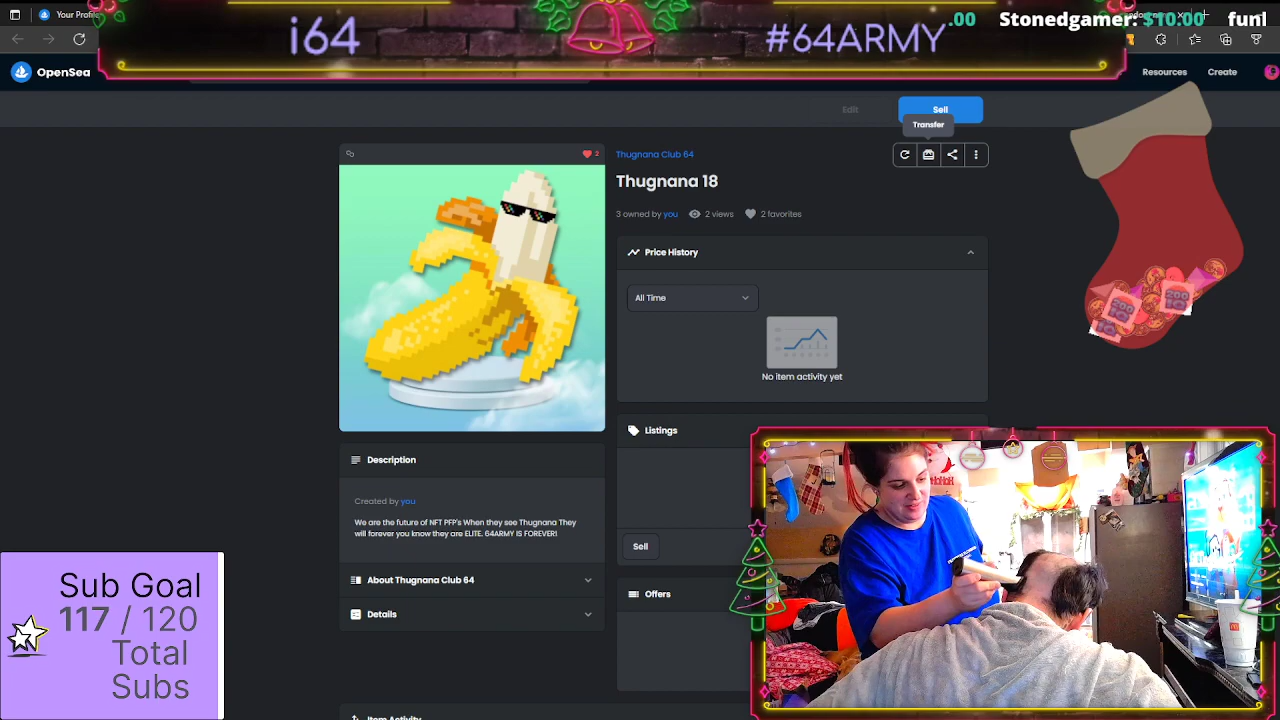 Your Profile
i64
#64ARMY
.00 Stonedgamer: $10.00 fun!
OpenSea
Resources
Create
Edit
Sell
Transfer
2
Thugnana Club 64
Thugnana 18
3 owned by you
2 views
2 favorites
Price History
All Time
No item activity yet
Listings
Sell
Offers
Description
Created by you
We are the future of NFT PFP's When they see Thugnana They
will forever you know they are ELITE. 64ARMY IS FOREVER!
About Thugnana Club 64
Details
Item Activity
Sub Goal
117 / 120
Total
Subs
200
200